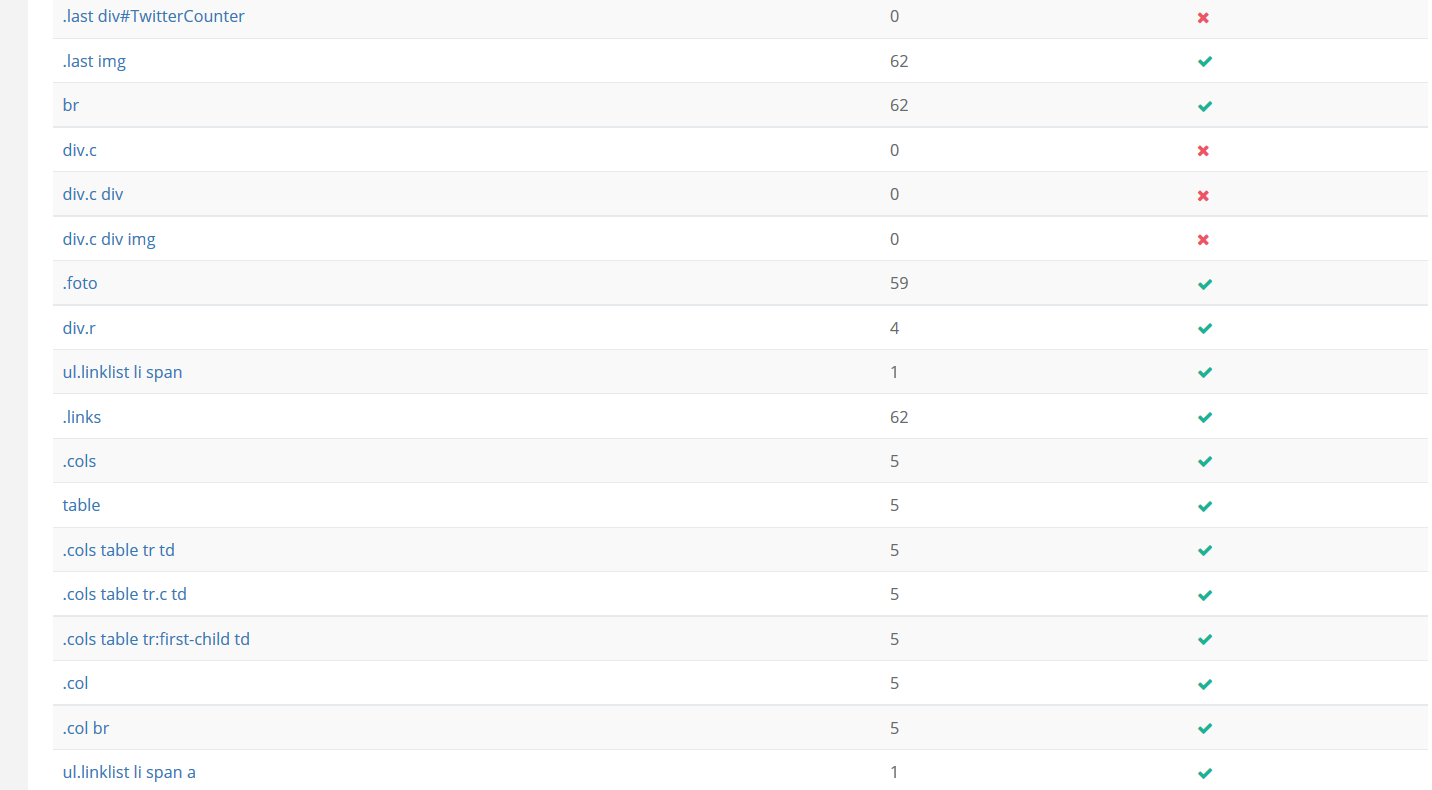 .last div#TwitterCounter 0
.last img 62
br 62
div.c 0
div.c div 0
div.c div img 0
.foto 59
div.r 4
ul.linklist li span 1
.links 62
.cols 5
table 5
.cols table tr td 5
.cols table tr.c td 5
.cols table tr:first-child td 5
.col 5
.col br 5
ul.linklist li span a 1